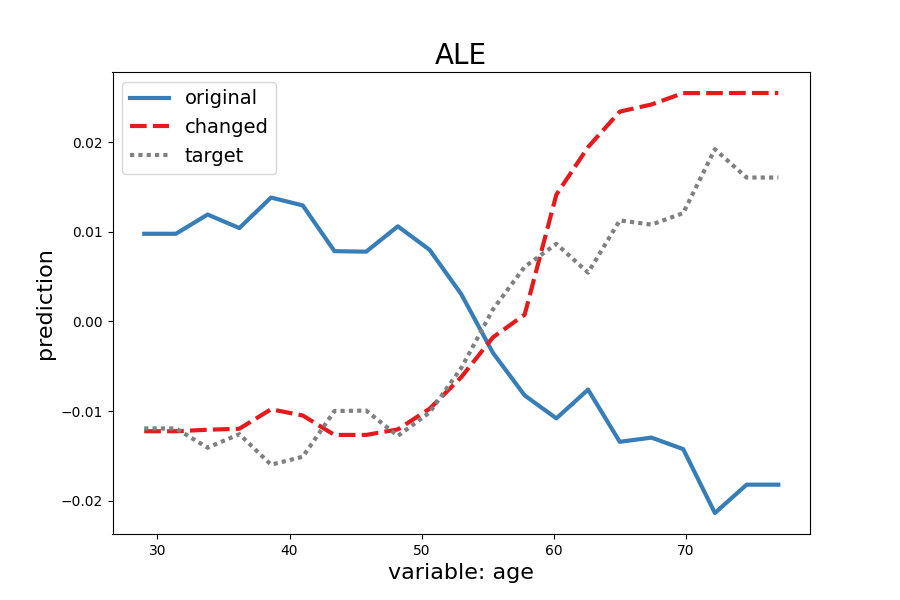 ALE
original
changed
target
prediction
0.02
0.01
0.00
−0.01
−0.02
30 40 50 60 70
variable: age